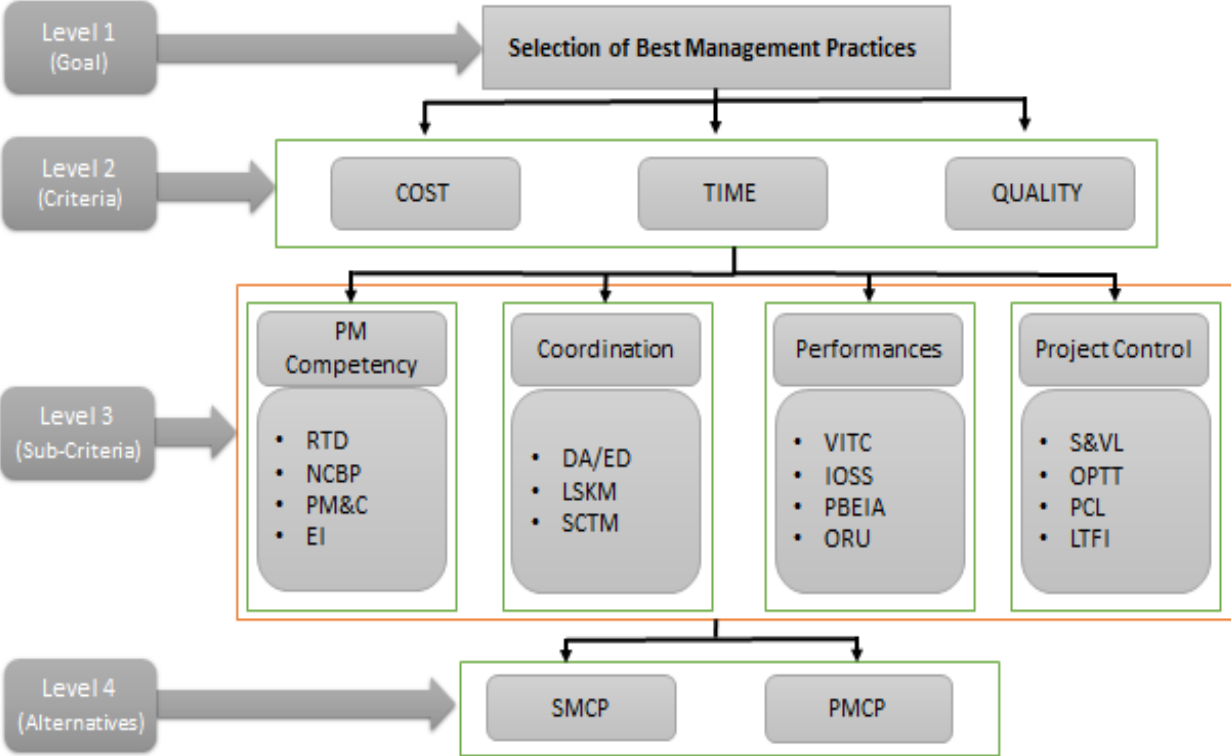 Level 1
(Goal)
Selection of Best Management Practices
Level 2
(Criteria)
COST
TIME
QUALITY
Level 3
(Sub-Criteria)
PM
Competency
• RTD
• NCBP
• PM&C
• EI
Coordination
• DA/ED
• LSKM
• SCTM
Performances
• VITC
• IOSS
• PBEIA
• ORU
Project Control
• S&VL
• OPTT
• PCL
• LTFI
Level 4
(Alternatives)
SMCP
PMCP